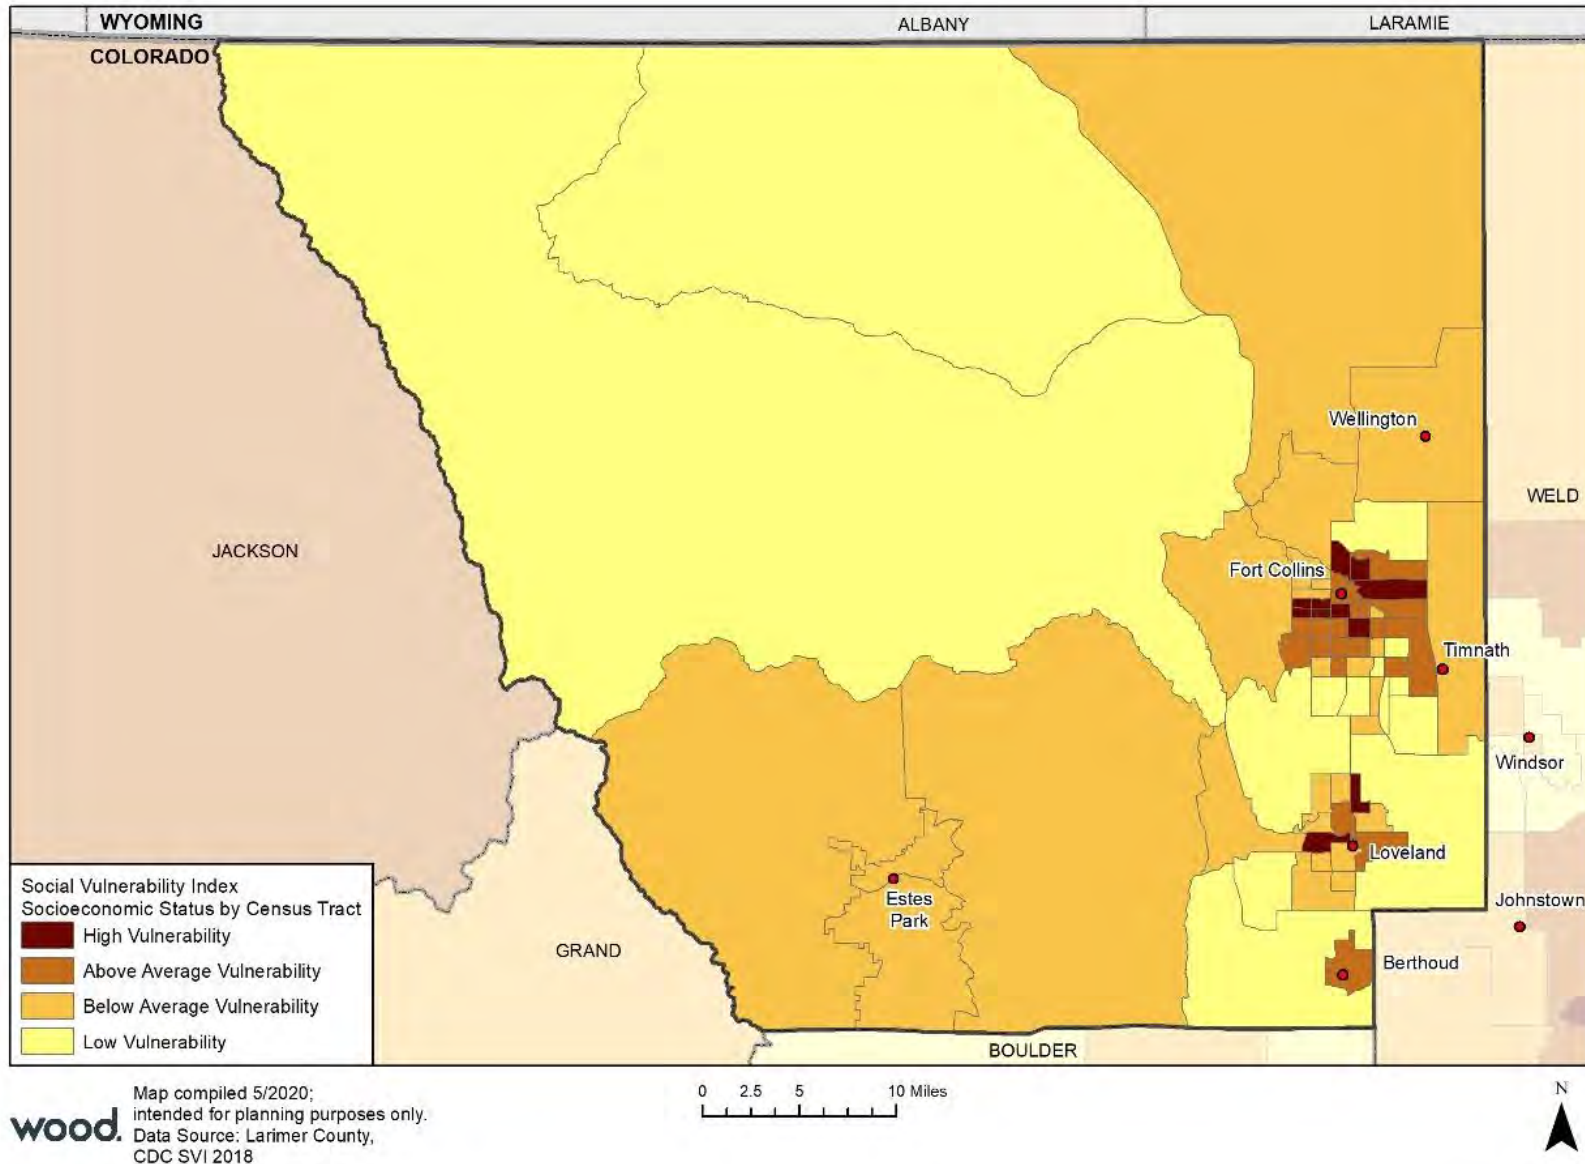 WYOMING
ALBANY
LARAMIE
COLORADO
Wellington
WELD
JACKSON
Fort Collins
Timnath
Windsor
Loveland
Estes
Park
Johnstown
GRAND
Berthoud
BOULDER
Social Vulnerability Index
Socioeconomic Status by Census Tract
High Vulnerability
Above Average Vulnerability
Below Average Vulnerability
Low Vulnerability
wood.
Map compiled 5/2020;
intended for planning purposes only.
Data Source: Larimer County,
CDC SVI 2018
0 2.5 5 10 Miles
N